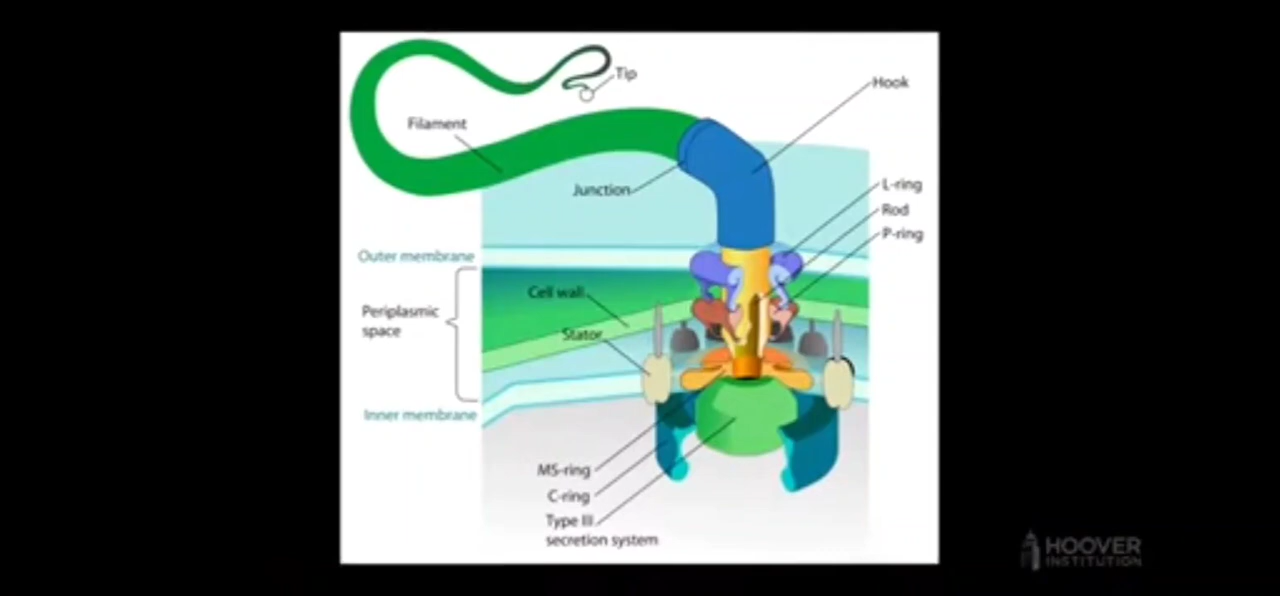 Tip
Hook
Filament
Junction
L-ring
Rod
P-ring
Outer membrane
Cell wall
Periplasmic
space
Stator
Inner membrane
MS-ring
C-ring
Type III
secretion system
HOOVER
INSTITUTION